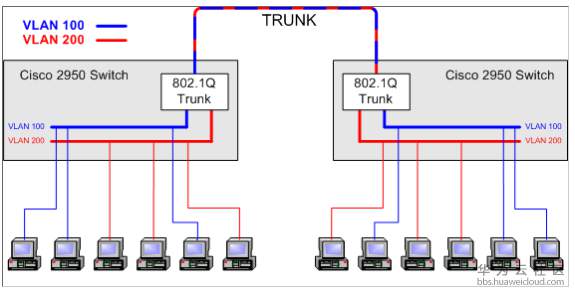 TRUNK
VLAN 100
VLAN 200
Cisco 2950 Switch
802.1Q
Trunk
VLAN 100
VLAN 200
802.1Q
Trunk
Cisco 2950 Switch
VLAN 100
VLAN 200
华为云社区
bbs.huaweicloud.com